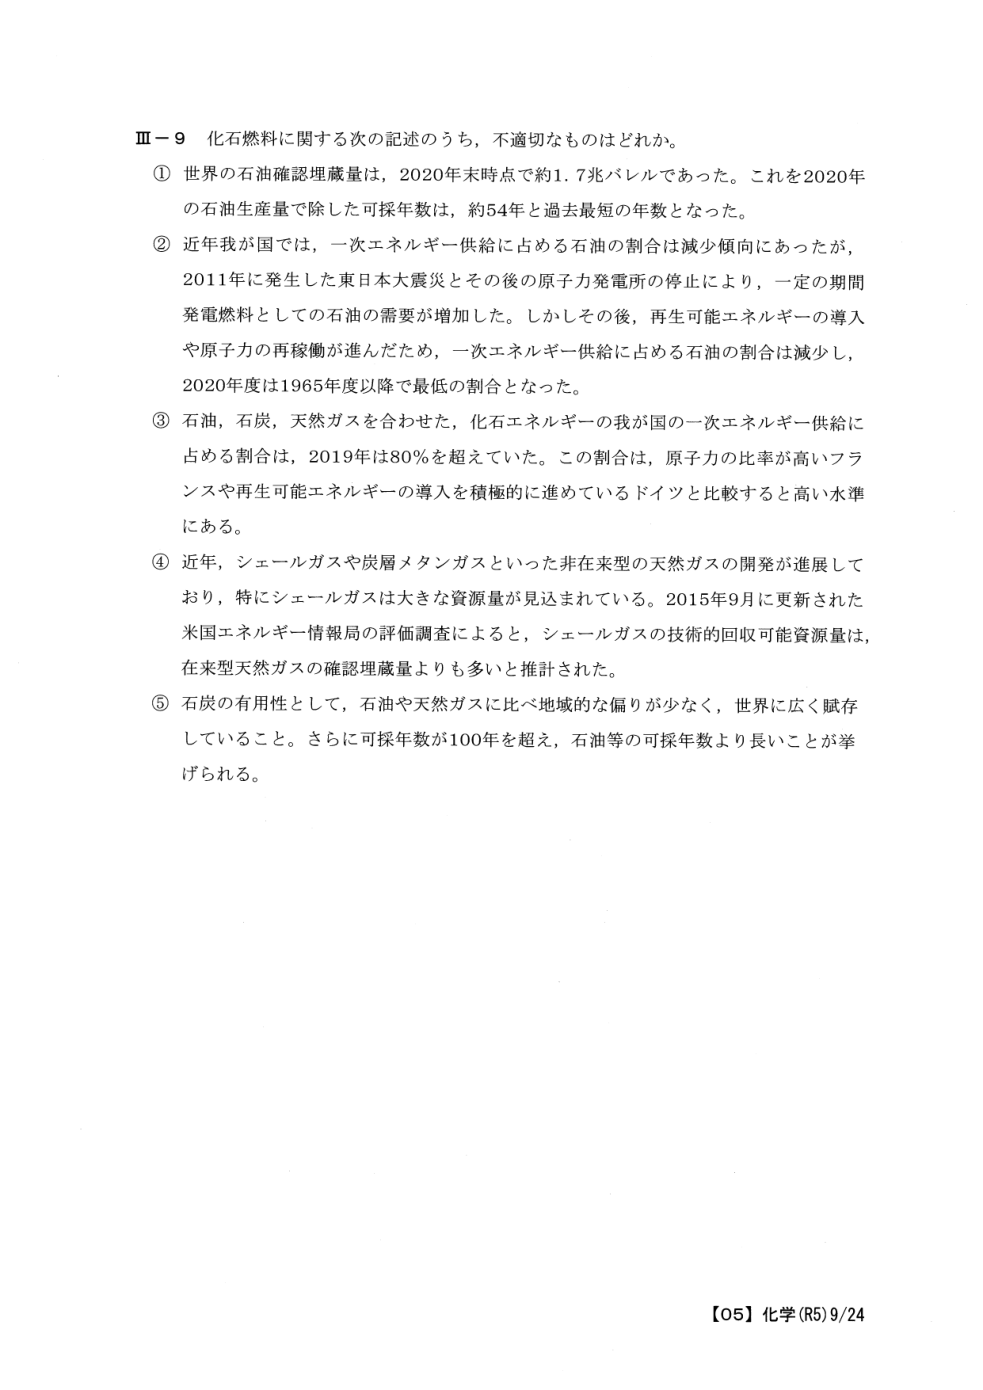 Ⅲ－９　化石燃料に関する次の記述のうち，不適切なものはどれか。
① 世界の石油確認埋蔵量は，2020年末時点で約1．7兆バレルであった。これを2020年
の石油生産量で除した可採年数は，約54年と過去最短の年数となった。
② 近年我が国では，一次エネルギー供給に占める石油の割合は減少傾向にあったが，
2011年に発生した東日本大震災とその後の原子力発電所の停止により，一定の期間
発電燃料としての石油の需要が増加した。しかしその後，再生可能エネルギーの導入
や原子力の再稼働が進んだため，一次エネルギー供給に占める石油の割合は減少し，
2020年度は1965年度以降で最低の割合となった。
③ 石油，石炭，天然ガスを合わせた，化石エネルギーの我が国の一次エネルギー供給に
占める割合は，2019年は80％を超えていた。この割合は，原子力の比率が高いフラ
ンスや再生可能エネルギーの導入を積極的に進めているドイツと比較すると高い水準
にある。
④ 近年，シェールガスや炭層メタンガスといった非在来型の天然ガスの開発が進展して
おり，特にシェールガスは大きな資源量が見込まれている。2015年9月に更新された
米国エネルギー情報局の評価調査によると，シェールガスの技術的回収可能資源量は，
在来型天然ガスの確認埋蔵量よりも多いと推計された。
⑤ 石炭の有用性として，石油や天然ガスに比べ地域的な偏りが少なく，世界に広く賦存
していること。さらに可採年数が100年を超え，石油等の可採年数より長いことが挙
げられる。
【０５】化学(R5)9/24